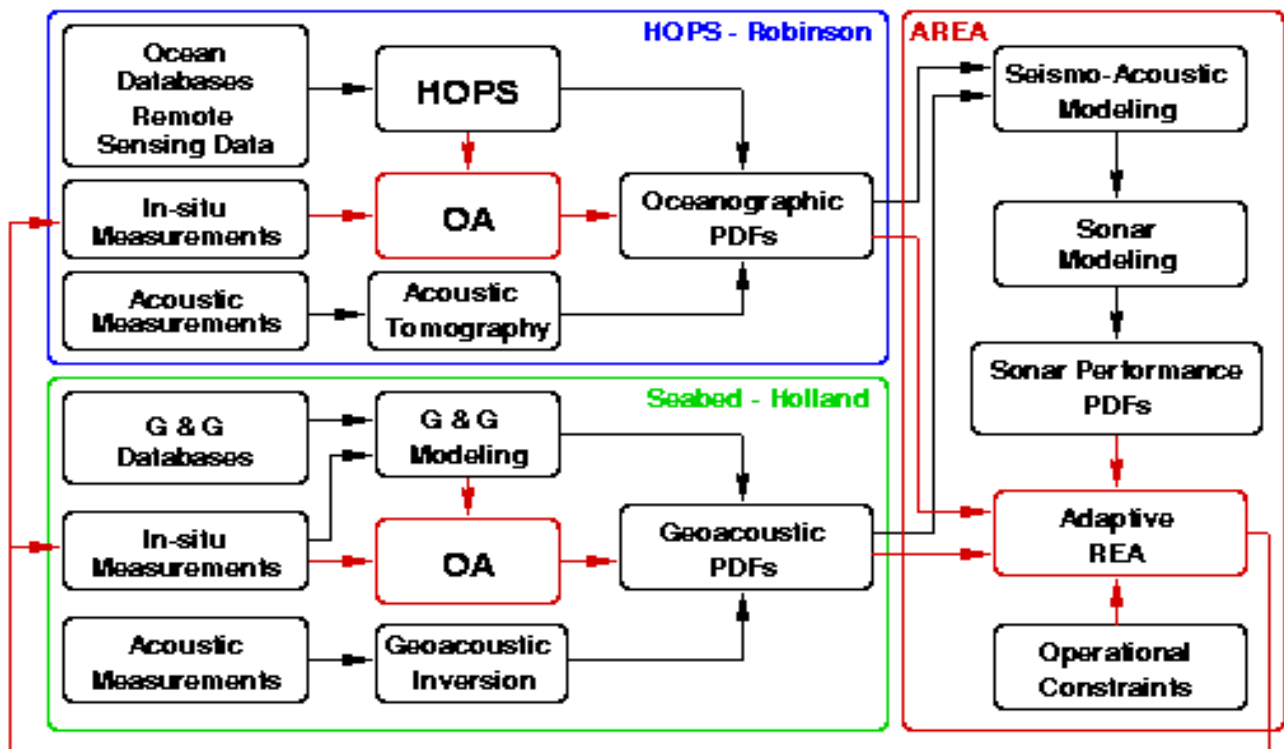 HOPS - Robinson
Ocean
Databases
Remote
Sensing Data
HOPS
In-situ
Measurements
OA
Oceanographic
PDFs
Acoustic
Measurements
Acoustic
Tomography
Seabed - Holland
G & G
Databases
G & G
Modeling
In-situ
Measurements
OA
Geoacoustic
PDFs
Acoustic
Measurements
Geoacoustic
Inversion
AREA
Seismo-Acoustic
Modeling
Sonar
Modeling
Sonar Performance
PDFs
Adaptive
REA
Operational
Constraints